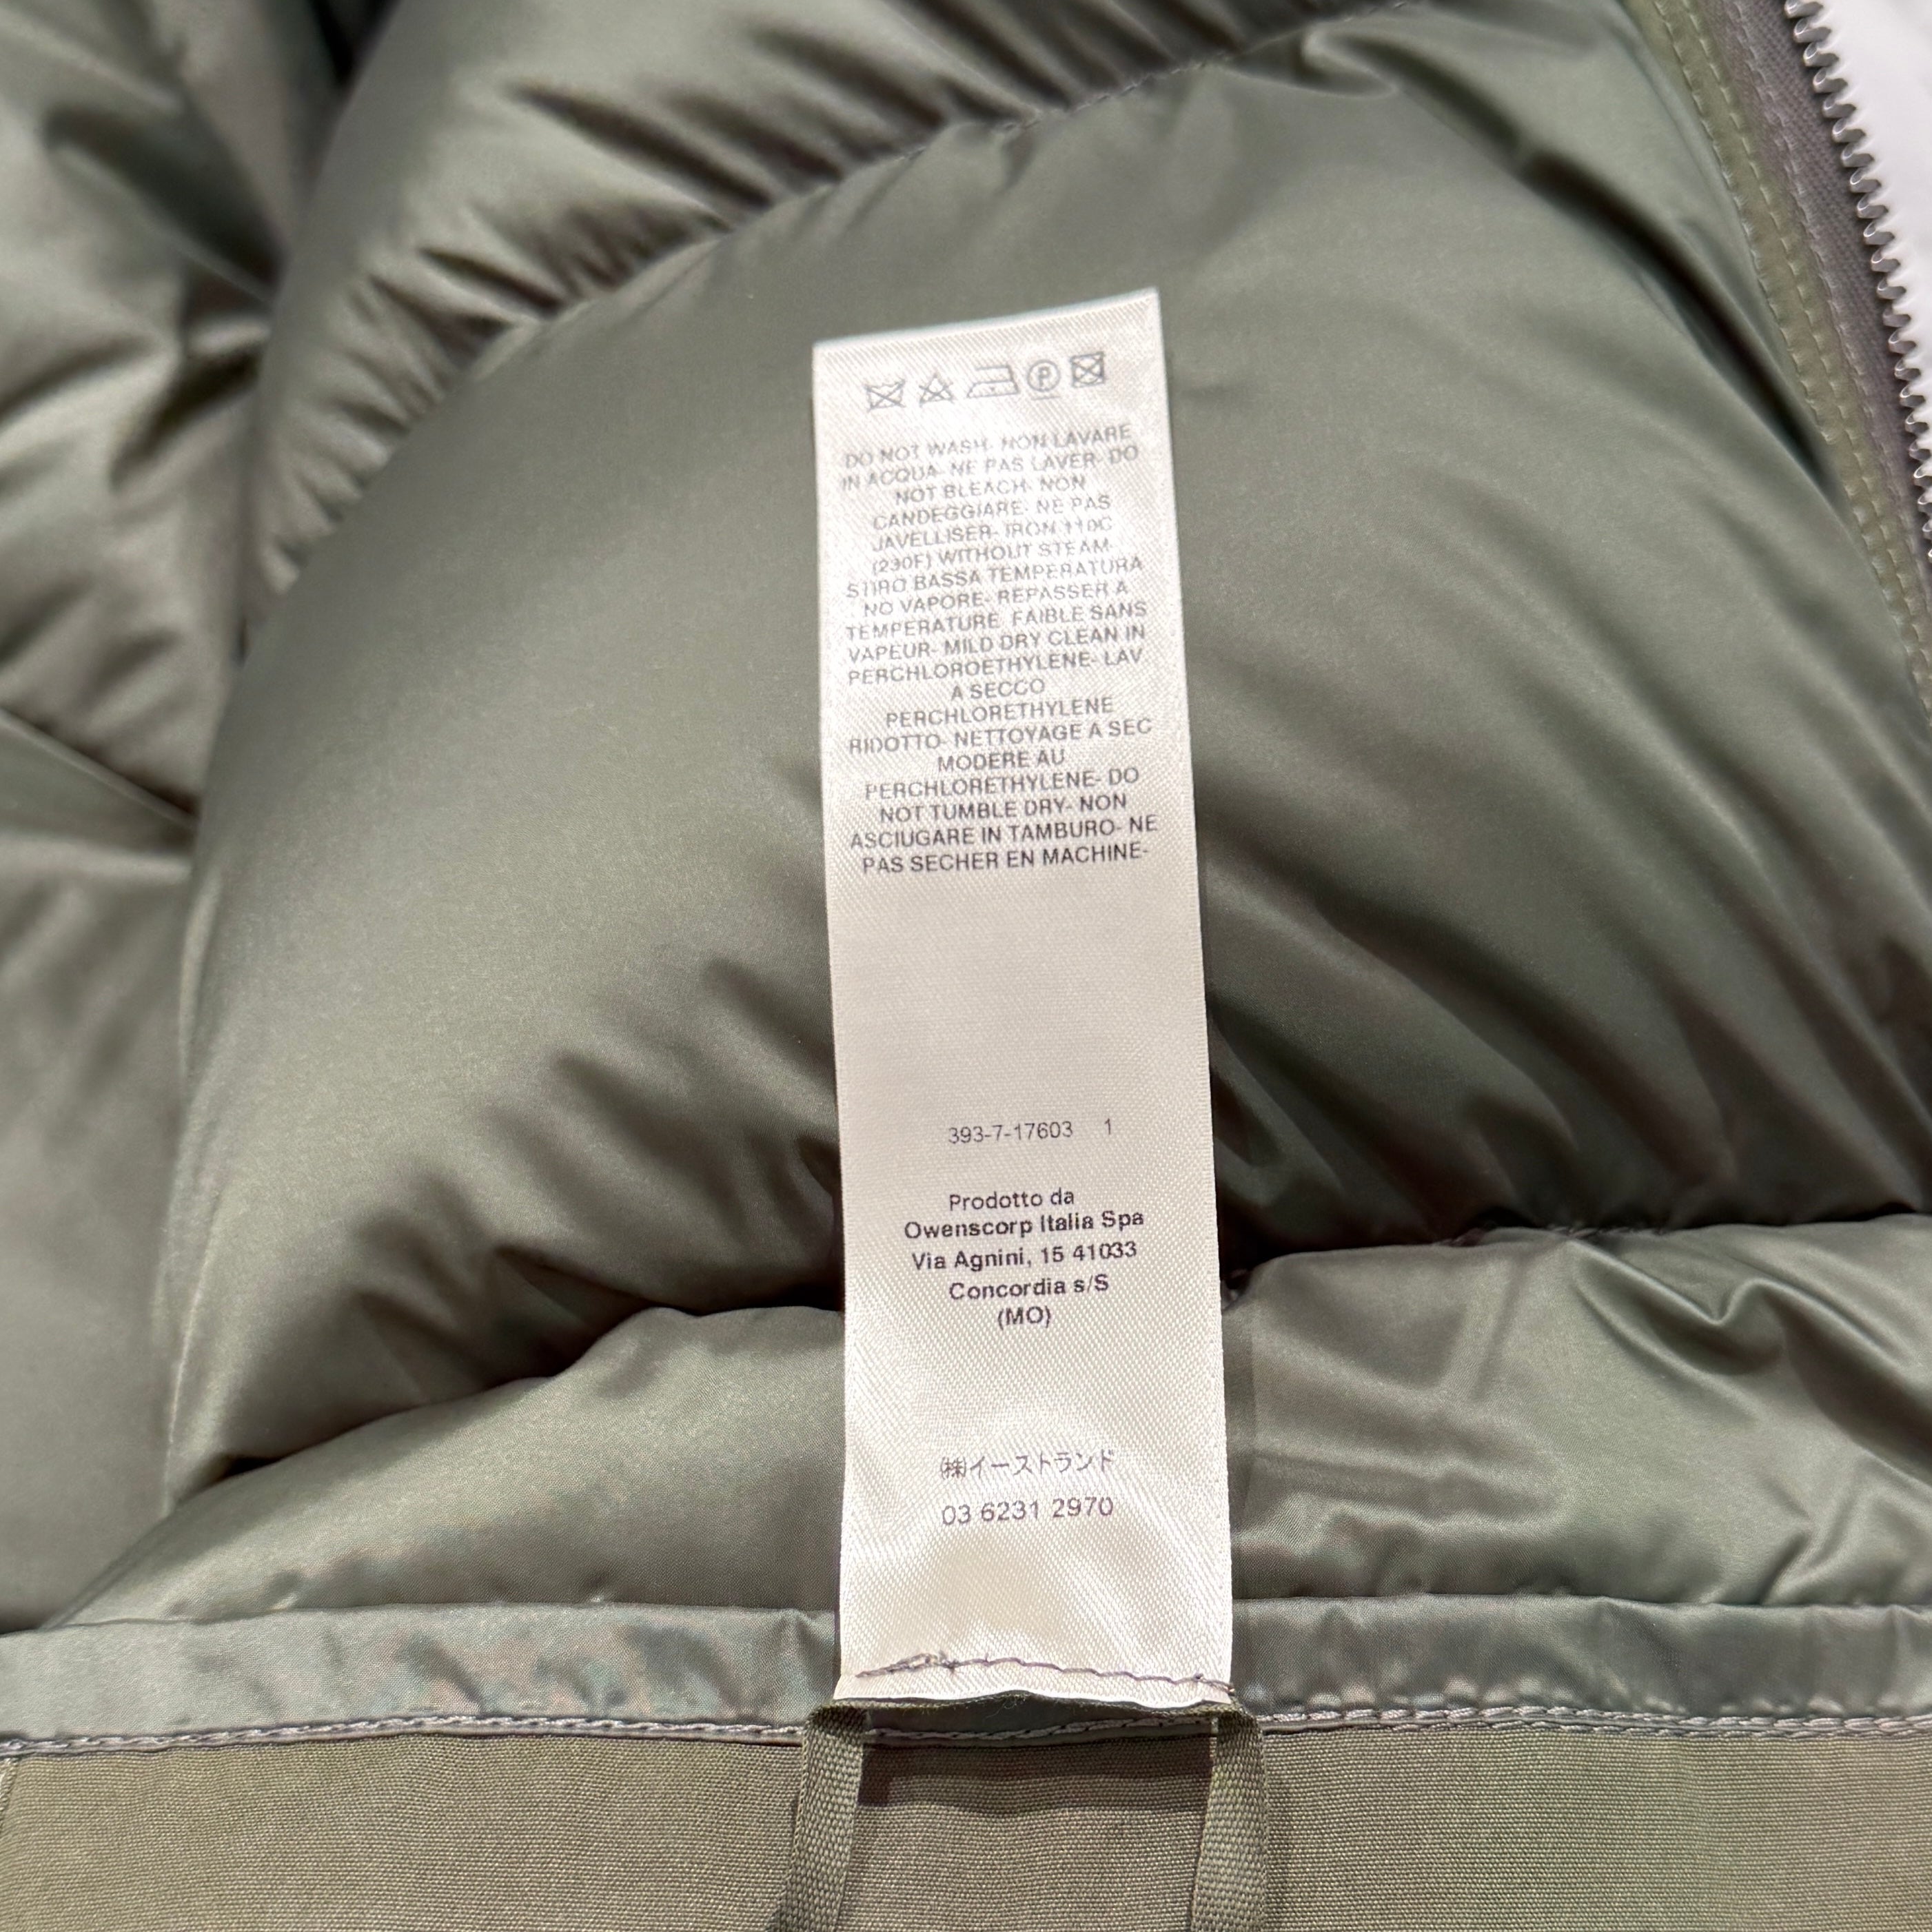 DO NOT WASH- NON LAVARE
IN ACQUA- NE PAS LAVER- DO
NOT BLEACH- NON
CANDEGGIARE- NE PAS
JAVELLISER- IRON 110C
(230F) WITHOUT STEAM-
STIRO BASSA TEMPERATURA
NO VAPORE- REPASSER A
TEMPERATURE FAIBLE SANS
VAPEUR- MILD DRY CLEAN IN
PERCHLOROETHYLENE- LAV
A SECCO
PERCHLORETHYLENE
RIDOTTO- NETTOYAGE A SEC
MODERE AU
PERCHLORETHYLENE- DO
NOT TUMBLE DRY- NON
ASCIUGARE IN TAMBURO- NE
PAS SECHER EN MACHINE-
393-7-17603 1
Prodotto da
Owenscorp Italia Spa
Via Agnini, 15 41033
Concordia s/S
(MO)
㈱イーストランド
03 6231 2970